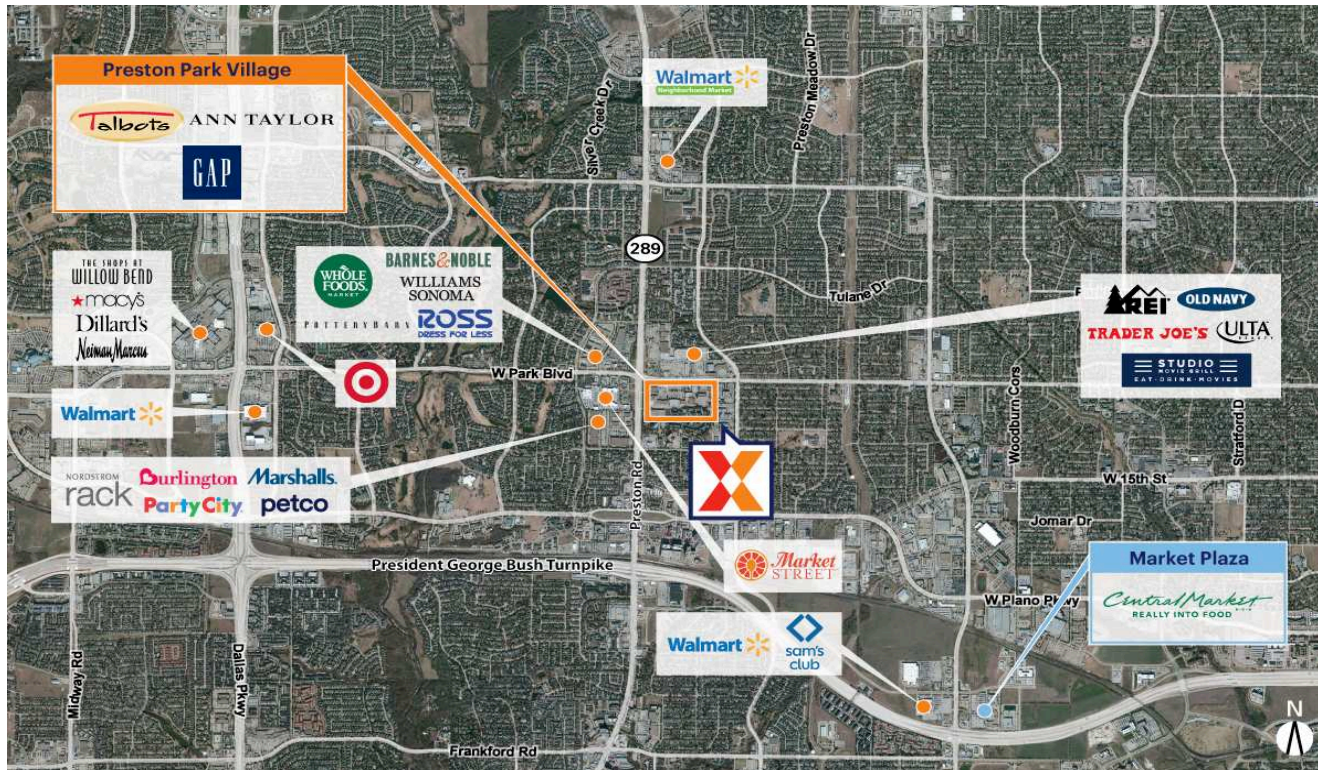 Preston Park Village
Talbots ANN TAYLOR
GAP
Walmart
Neighborhood Market
Silver Creek Dr
Preston Meadow Dr
289
THE SHOPS AT
WILLOW BEND
macy's
Dillard's
Neiman Marcus
WHOLE
FOODS
MARKET
BARNES&NOBLE
WILLIAMS
SONOMA
POTTERY BARN
ROSS
DRESS FOR LESS
Tulane Dr
REI OLD NAVY
TRADER JOE'S ULTA
BEAUTY
STUDIO
MOVIE GRILL
EAT·DRINK·MOVIES
W Park Blvd
Walmart
NORDSTROM
rack
Burlington Marshalls.
Party City petco
Preston Rd
Woodburn Cors
Stratford D
W 15th St
Jomar Dr
President George Bush Turnpike
Market
STREET
W Plano Pkwy
Market Plaza
Central Market
REALLY INTO FOOD
Walmart
sam's
club
Midway Rd
Dallas Pkwy
Frankford Rd
N